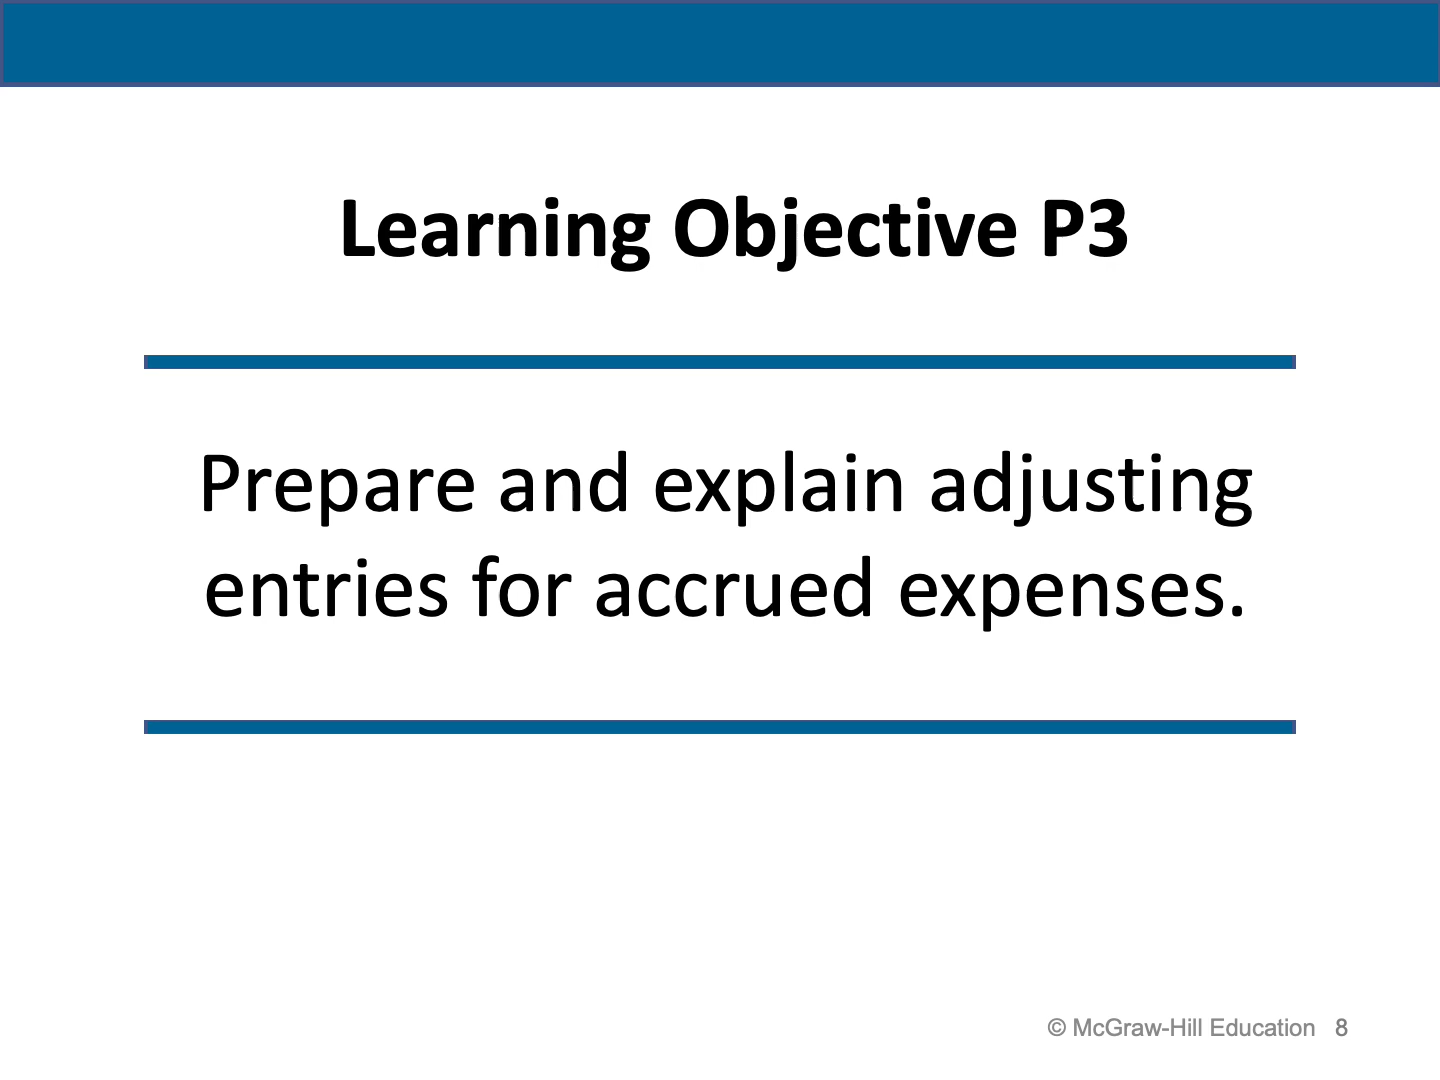 Learning Objective P3
Prepare and explain adjusting
entries for accrued expenses.
© McGraw-Hill Education 8